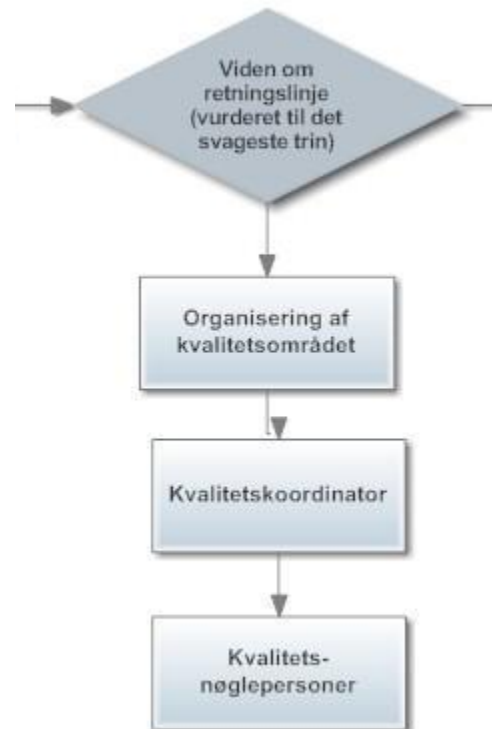 Viden om
retningslinje
(vurderet til det
svageste trin)
Organisering af
kvalitetsområdet
Kvalitetskoordinator
Kvalitets-
nøglepersoner